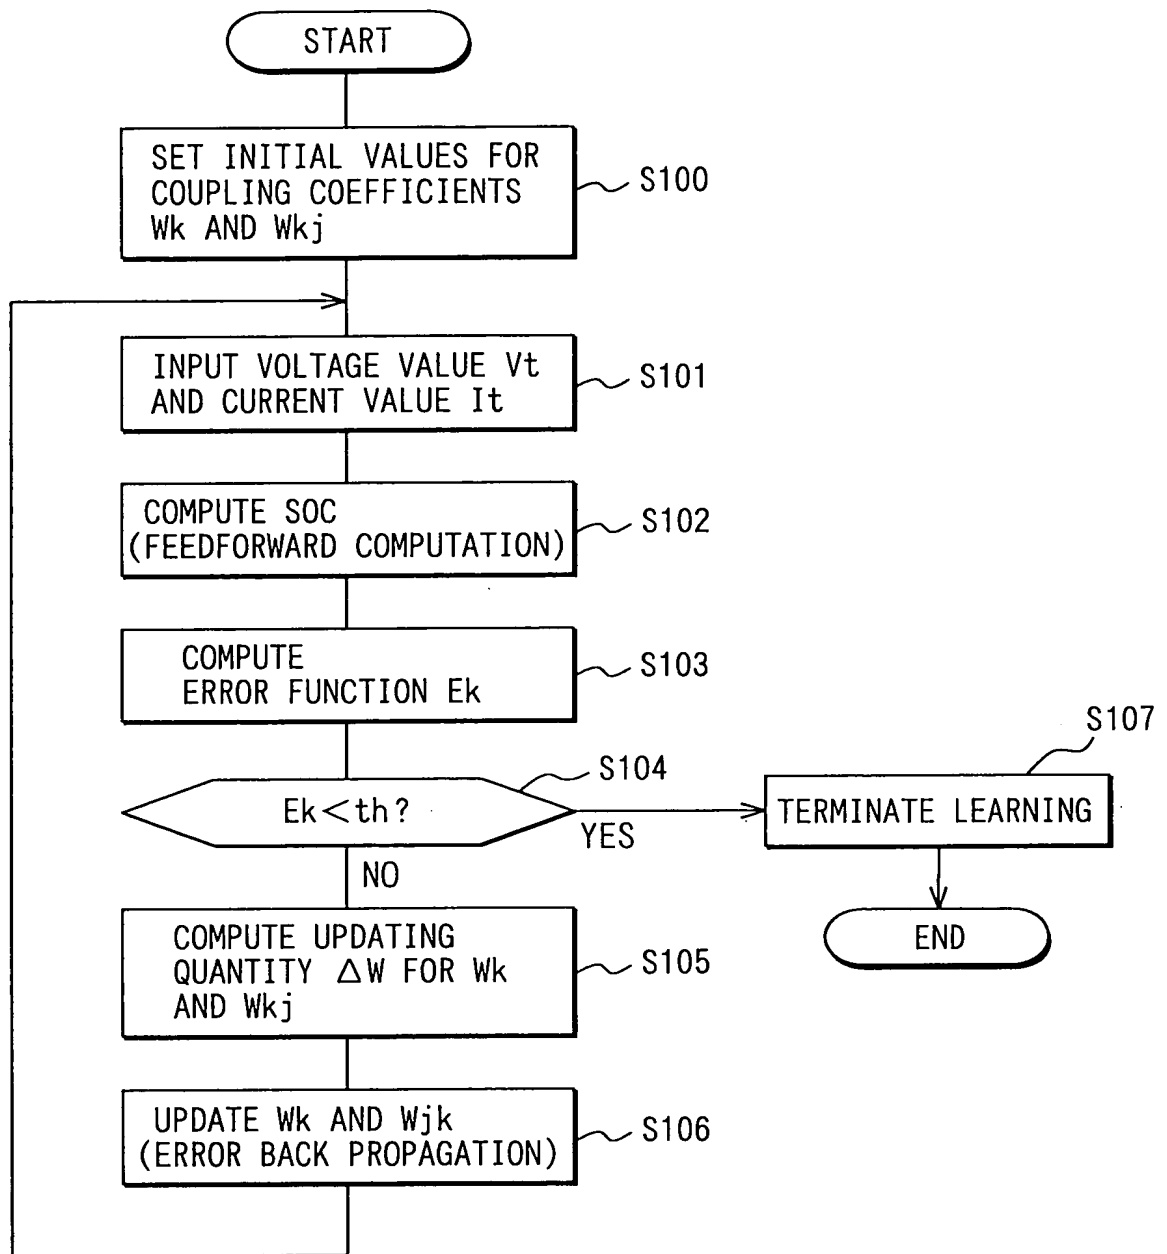 START
SET INITIAL VALUES FOR
COUPLING COEFFICIENTS
Wk AND Wkj
S100
INPUT VOLTAGE VALUE Vt
AND CURRENT VALUE It
S101
COMPUTE SOC
(FEEDFORWARD COMPUTATION)
S102
COMPUTE
ERROR FUNCTION Ek
S103
Ek<th?
S104
YES
NO
S107
TERMINATE LEARNING
END
COMPUTE UPDATING
QUANTITY ΔW FOR Wk
AND Wkj
S105
UPDATE Wk AND Wjk
(ERROR BACK PROPAGATION)
S106